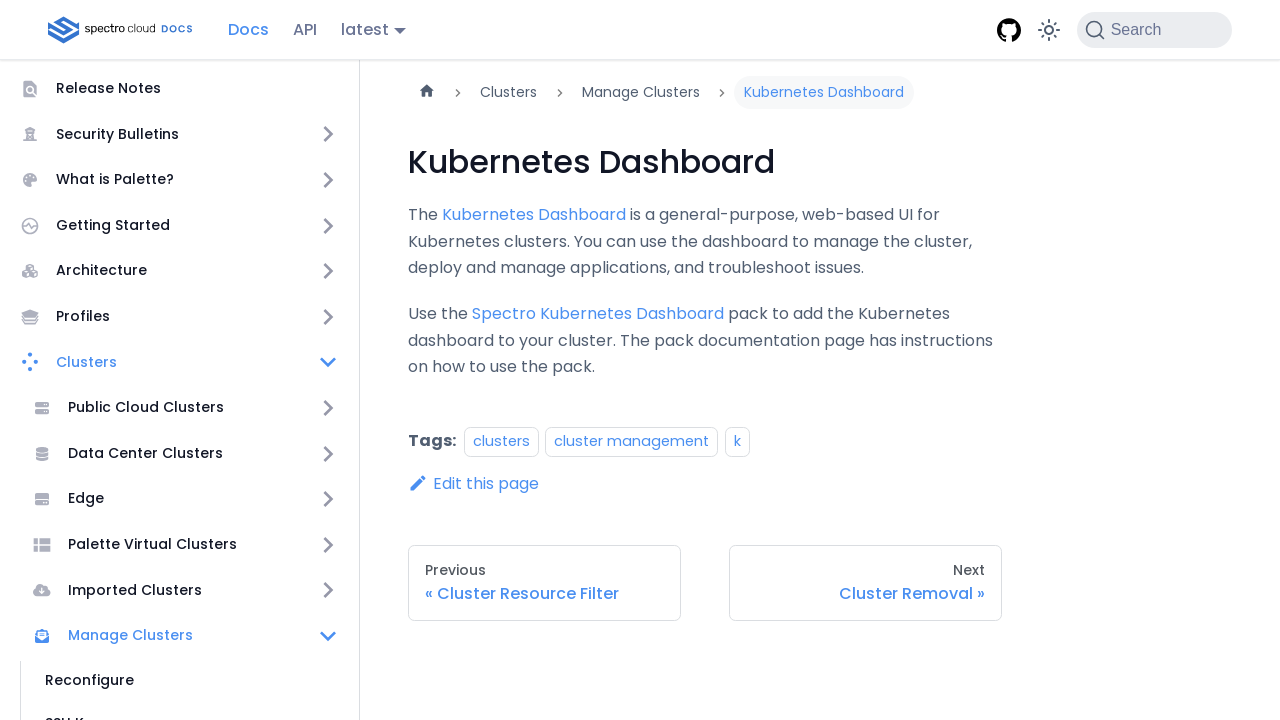 spectro cloud DOCS
Docs
API
latest
Search
Release Notes
Security Bulletins
What is Palette?
Getting Started
Architecture
Profiles
Clusters
Public Cloud Clusters
Data Center Clusters
Edge
Palette Virtual Clusters
Imported Clusters
Manage Clusters
Reconfigure
Clusters
Manage Clusters
Kubernetes Dashboard
Kubernetes Dashboard
The Kubernetes Dashboard is a general-purpose, web-based UI for
Kubernetes clusters. You can use the dashboard to manage the cluster,
deploy and manage applications, and troubleshoot issues.
Use the Spectro Kubernetes Dashboard pack to add the Kubernetes
dashboard to your cluster. The pack documentation page has instructions
on how to use the pack.
Tags: clusters cluster management k
Edit this page
Previous
« Cluster Resource Filter
Next
Cluster Removal »